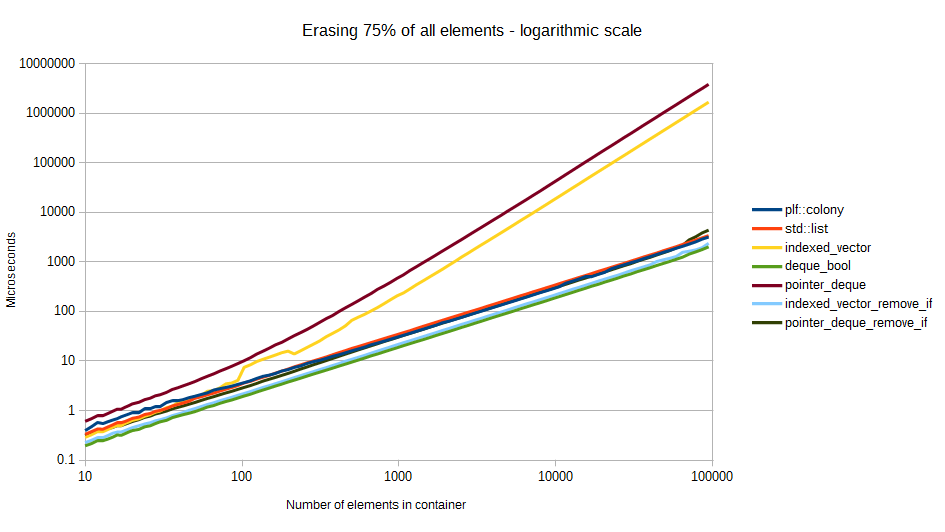 Erasing 75% of all elements - logarithmic scale
10000000
1000000
100000
10000
1000
100
10
1
0.1
Microseconds
10
100
1000
10000
100000
Number of elements in container
plf::colony
std::list
indexed_vector
deque_bool
pointer_deque
indexed_vector_remove_if
pointer_deque_remove_if